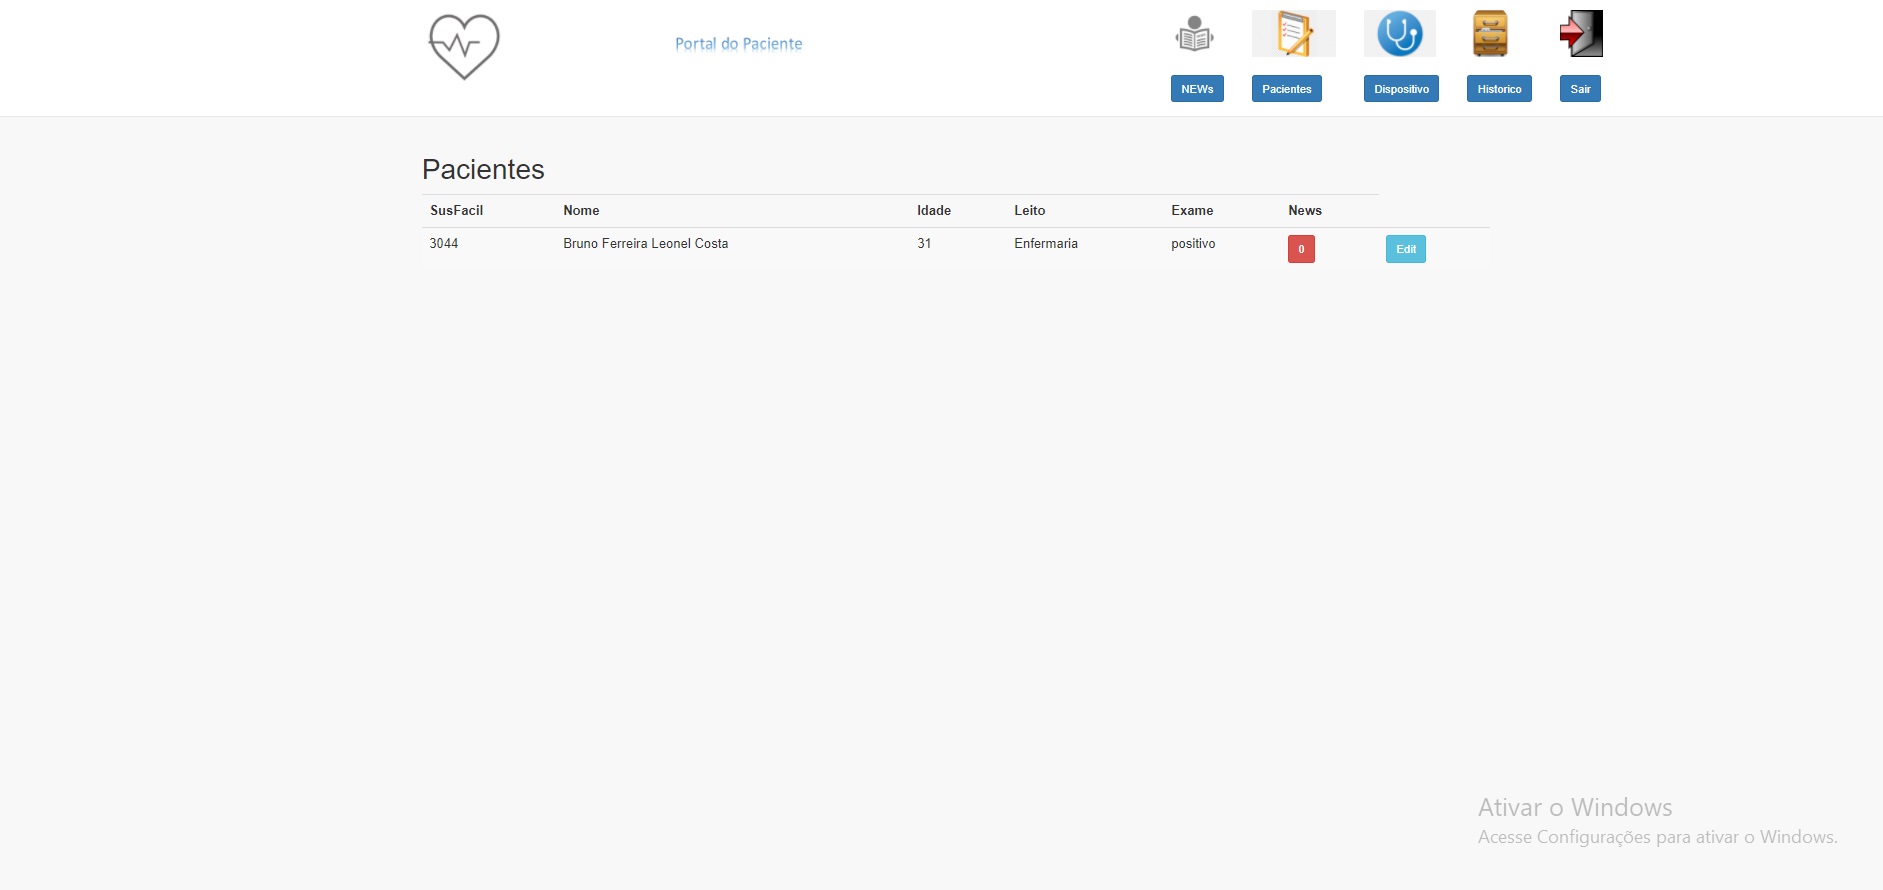 Portal do Paciente
NEWs Pacientes Dispositivo Historico Sair
Pacientes
SusFacil Nome Idade Leito Exame News
3044 Bruno Ferreira Leonel Costa 31 Enfermaria positivo 0 Edit
Ativar o Windows
Acesse Configurações para ativar o Windows.